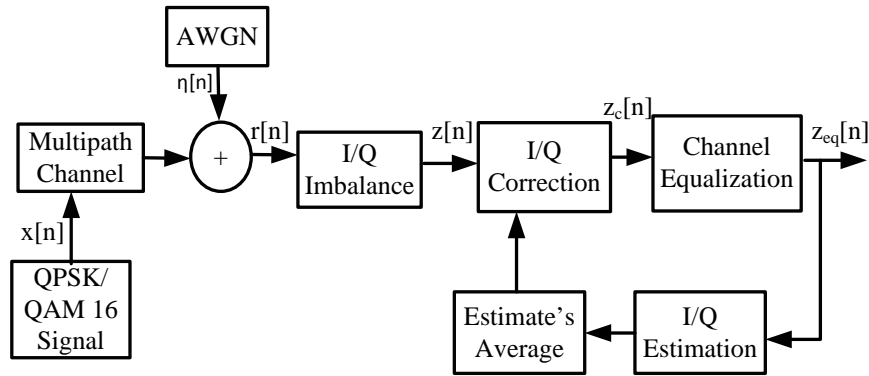 AWGN
η[n]
Multipath
Channel
+
r[n]
I/Q
Imbalance
z[n]
I/Q
Correction
z_c[n]
Channel
Equalization
z_eq[n]
x[n]
QPSK/
QAM 16
Signal
Estimate's
Average
I/Q
Estimation